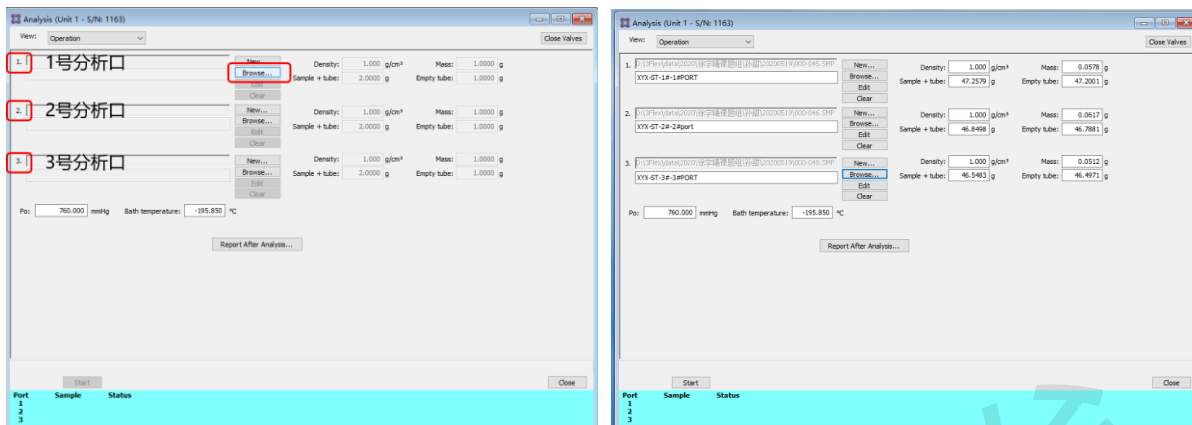 Analysis (Unit 1 - S/N: 1163)
View: Operation Close Valves
1. 1号分析口 New... Density: 1.000 g/cm³ Mass: 1.0000 g
Browse... Sample + tube: 2.0000 g Empty tube: 1.0000 g
Edit
Clear
2. 2号分析口 New... Density: 1.000 g/cm³ Mass: 1.0000 g
Browse... Sample + tube: 2.0000 g Empty tube: 1.0000 g
Edit
Clear
3. 3号分析口 New... Density: 1.000 g/cm³ Mass: 1.0000 g
Browse... Sample + tube: 2.0000 g Empty tube: 1.0000 g
Edit
Clear
Po: 760.000 mmHg Bath temperature: -195.850 °C
Report After Analysis...
Start Close
Port Sample Status
1
2
3
Analysis (Unit 1 - S/N: 1163)
View: Operation Close Valves
1. New... Density: 1.000 g/cm³ Mass: 0.0578 g
XYX-ST-1#-1#PORT Browse... Sample + tube: 47.2579 g Empty tube: 47.2001 g
Edit
Clear
2. New... Density: 1.000 g/cm³ Mass: 0.0617 g
XYX-ST-2#-2#port Browse... Sample + tube: 46.8498 g Empty tube: 46.7881 g
Edit
Clear
3. New... Density: 1.000 g/cm³ Mass: 0.0512 g
XYX-ST-3#-3#PORT Browse... Sample + tube: 46.5483 g Empty tube: 46.4971 g
Edit
Clear
Po: 760.000 mmHg Bath temperature: -195.850 °C
Report After Analysis...
Start Close
Port Sample Status
1
2
3